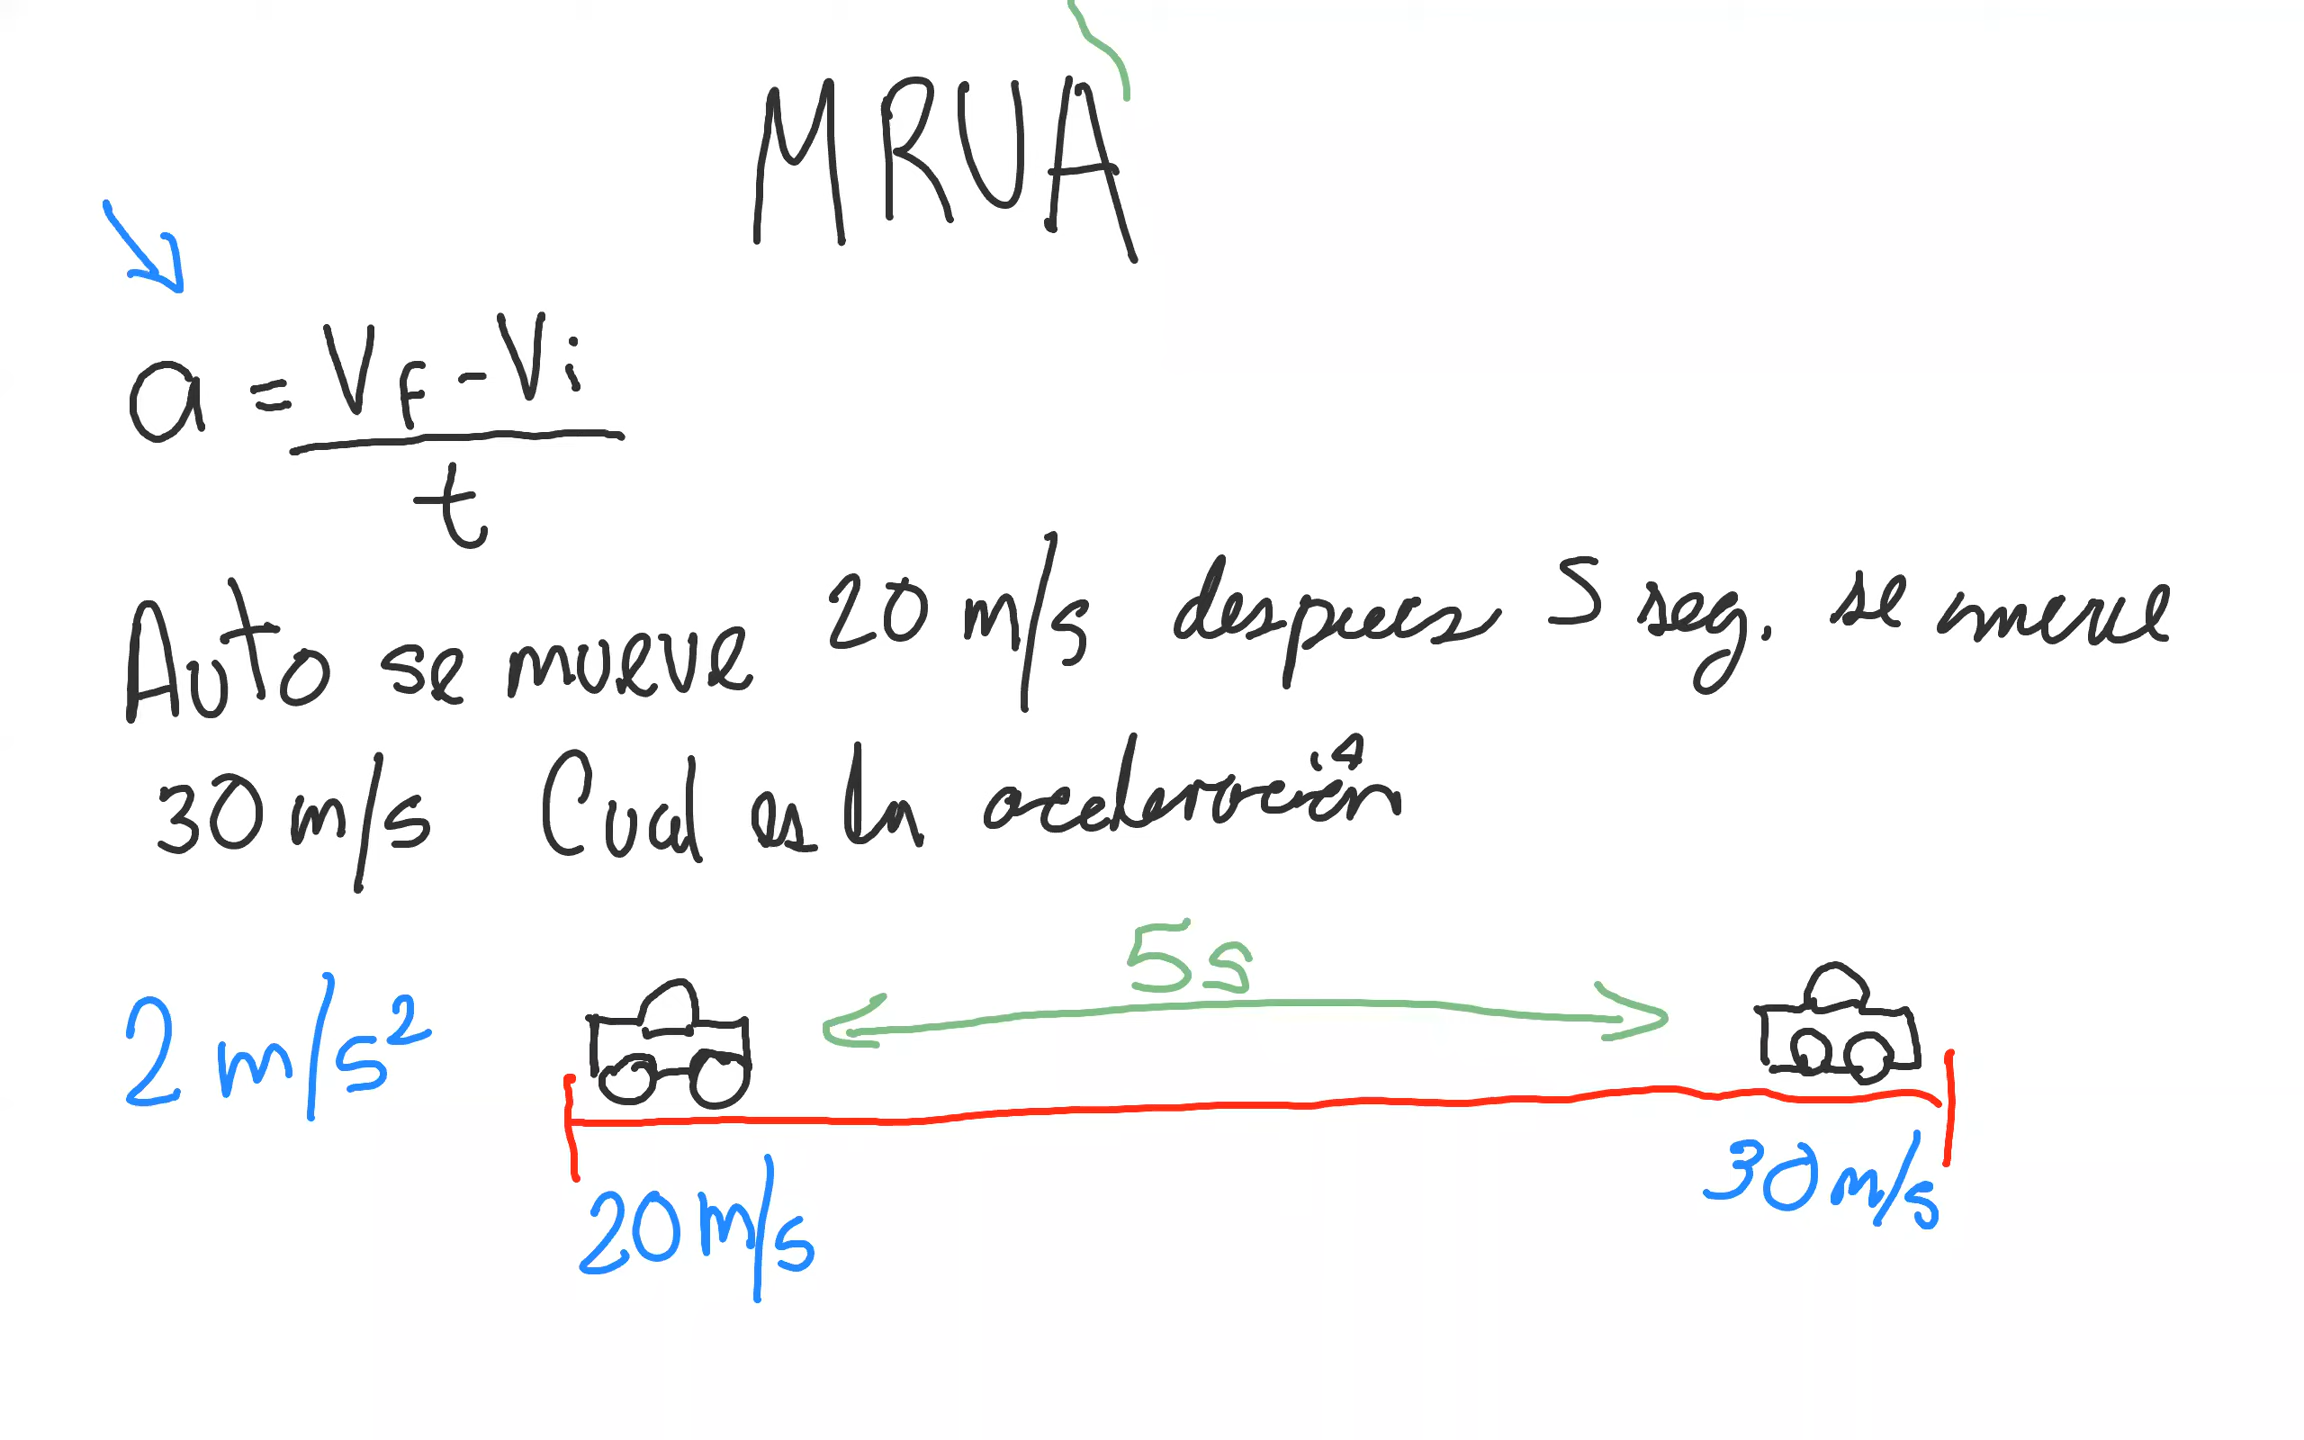 MRUA
a = VF - Vi
t
Auto se mueve 20 m/s despues 5 seg. se mueve
30 m/s Cual es la aceleración
5s
2 m/s²
20 m/s
30 m/s